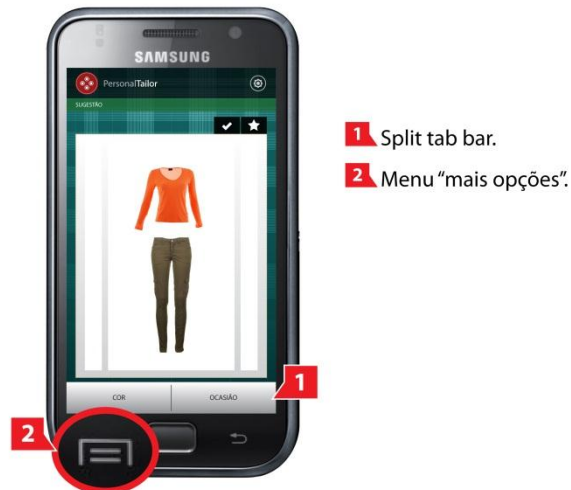 SAMSUNG
PersonalTailor
SUGESTÃO
COR
OCASIÃO
1
2
1 Split tab bar.
2 Menu “mais opções”.